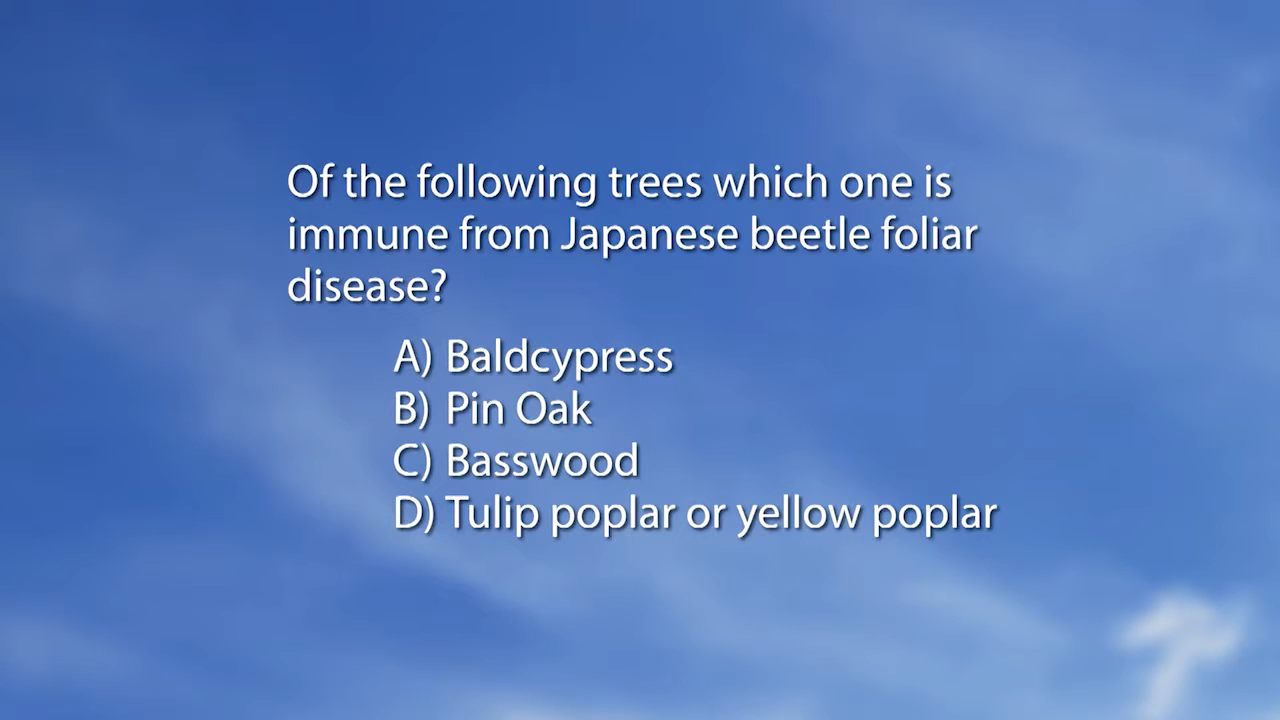 Of the following trees which one is
immune from Japanese beetle foliar
disease?
A) Baldcypress
B) Pin Oak
C) Basswood
D) Tulip poplar or yellow poplar